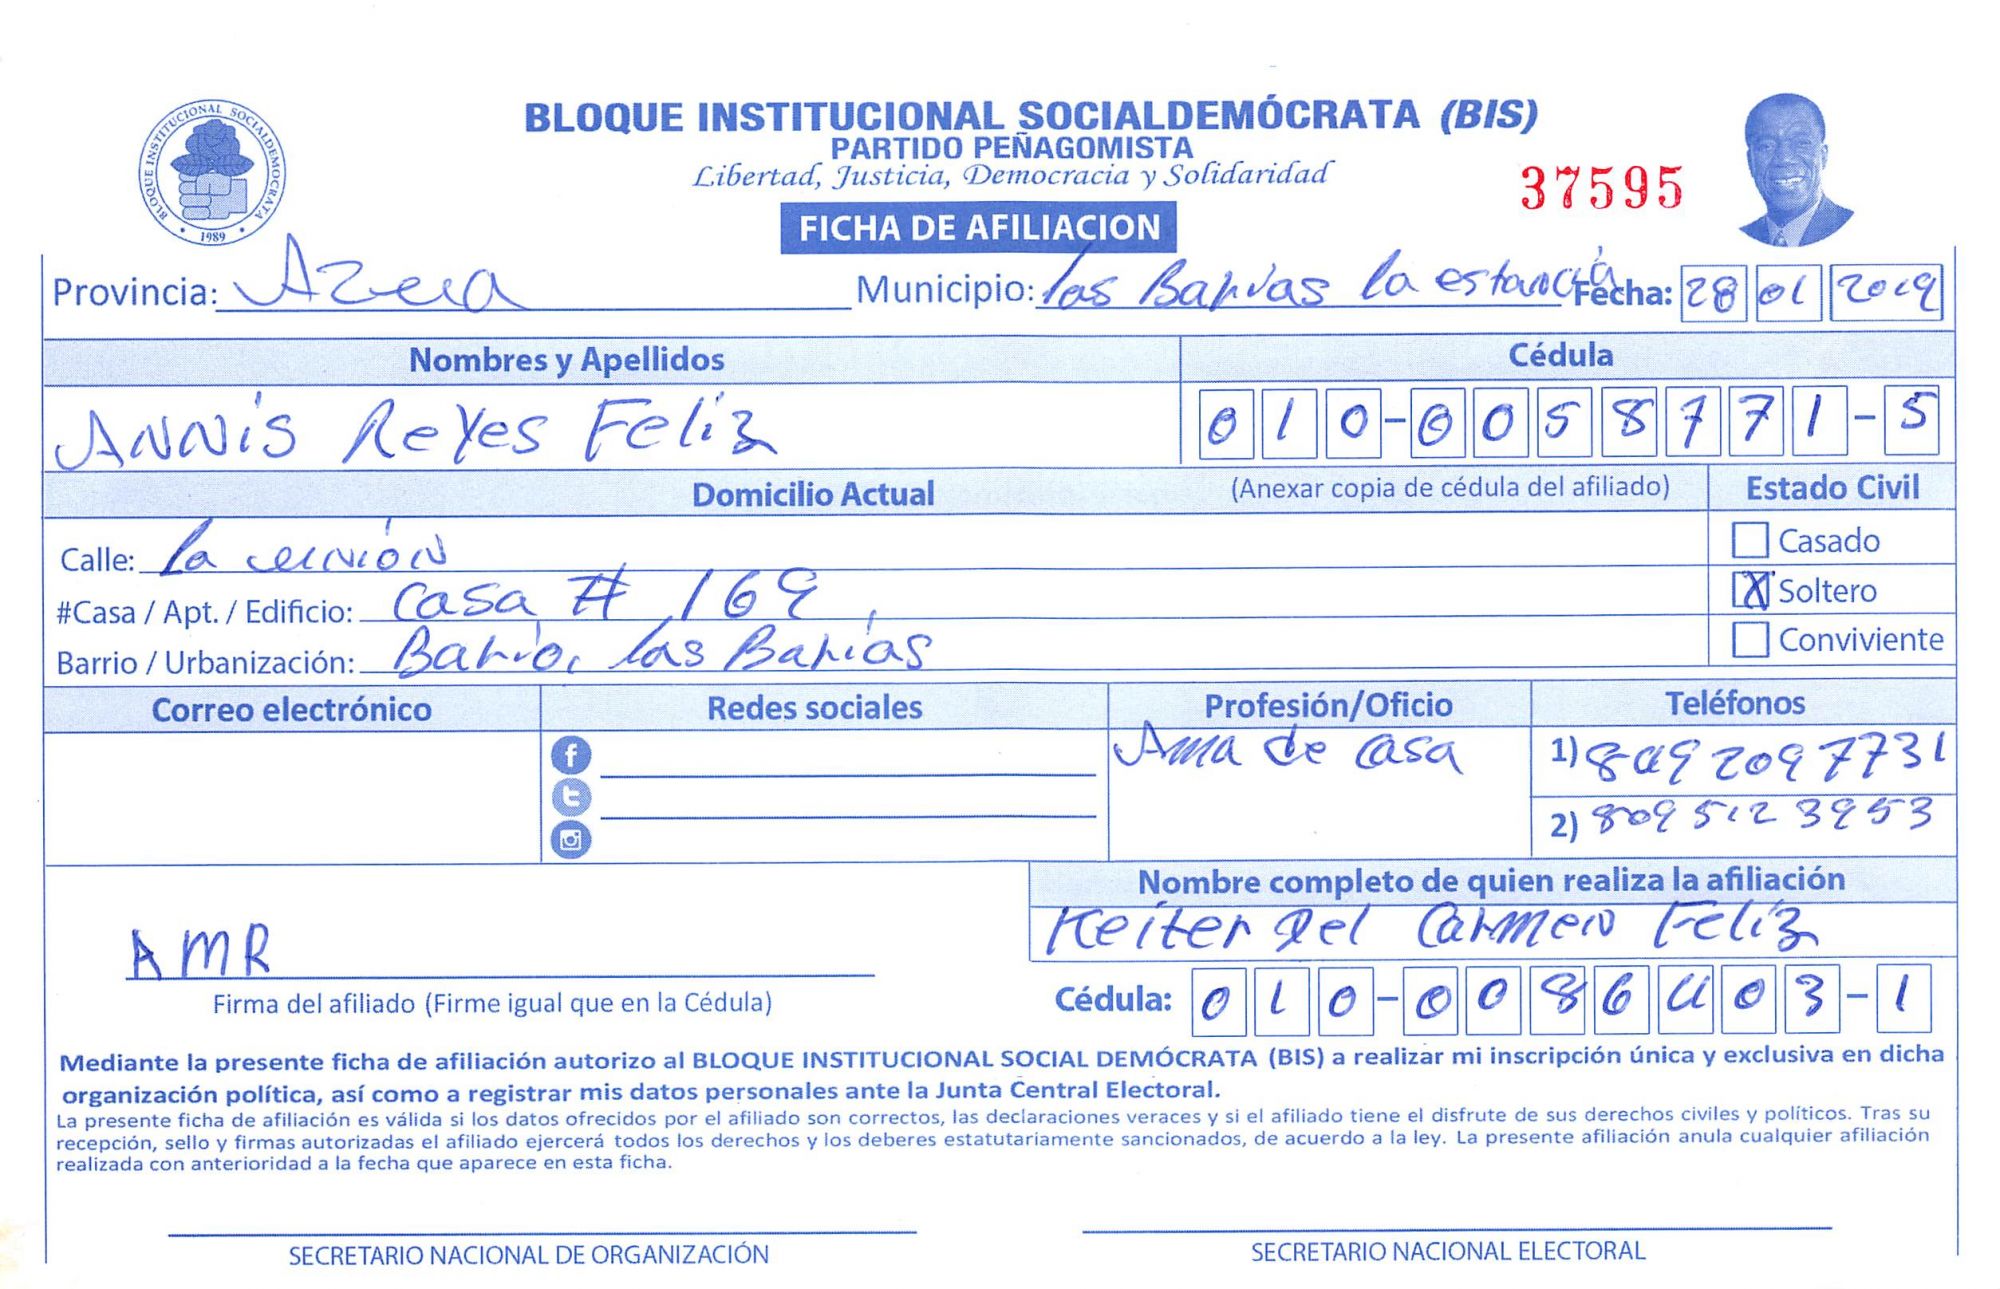 BLOQUE INSTITUCIONAL SOCIALDEMOCRATA
1989
BLOQUE INSTITUCIONAL SOCIALDEMÓCRATA (BIS)
PARTIDO PEÑAGOMISTA
Libertad, Justicia, Democracia y Solidaridad
37595
FICHA DE AFILIACION
Provincia: Azua Municipio: las Barias la estancia Fecha: 28 01 2019
Nombres y Apellidos Cédula
ANNIS Reyes Feliz 010-0058771-5
Domicilio Actual (Anexar copia de cédula del afiliado) Estado Civil
Calle: La unión Casado
#Casa / Apt. / Edificio: Casa # 169 X Soltero
Barrio / Urbanización: Barrio, las Barías Conviviente
Correo electrónico Redes sociales Profesión/Oficio Teléfonos
Ama de casa 1) 8492097731
2) 8095123953
Nombre completo de quien realiza la afiliación
Keiter Del Carmen Feliz
AMR
Firma del afiliado (Firme igual que en la Cédula) Cédula: 010-0086403-1
Mediante la presente ficha de afiliación autorizo al BLOQUE INSTITUCIONAL SOCIAL DEMÓCRATA (BIS) a realizar mi inscripción única y exclusiva en dicha
organización política, así como a registrar mis datos personales ante la Junta Central Electoral.
La presente ficha de afiliación es válida si los datos ofrecidos por el afiliado son correctos, las declaraciones veraces y si el afiliado tiene el disfrute de sus derechos civiles y políticos. Tras su
recepción, sello y firmas autorizadas el afiliado ejercerá todos los derechos y los deberes estatutariamente sancionados, de acuerdo a la ley. La presente afiliación anula cualquier afiliación
realizada con anterioridad a la fecha que aparece en esta ficha.
SECRETARIO NACIONAL DE ORGANIZACIÓN SECRETARIO NACIONAL ELECTORAL